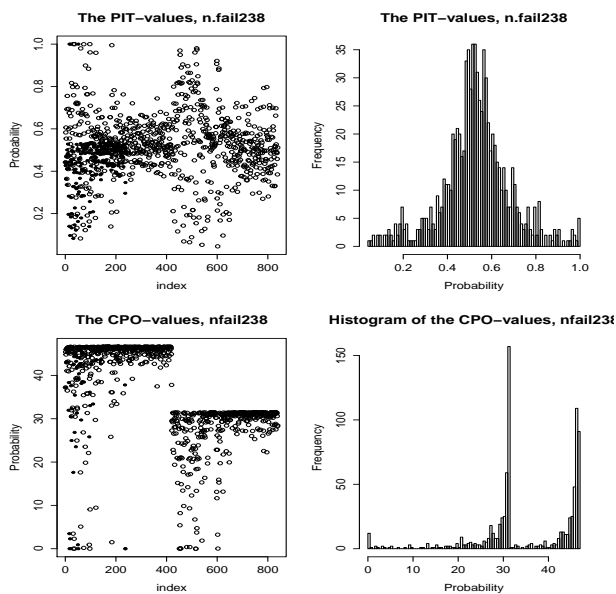 The PIT−values, n.fail238
Probability
1.0
0.8
0.6
0.4
0.2
0 200 400 600 800
index
The PIT−values, n.fail238
Frequency
35
30
25
20
15
10
5
0
0.2 0.4 0.6 0.8 1.0
Probability
The CPO−values, nfail238
Probability
40
30
20
10
0
0 200 400 600 800
index
Histogram of the CPO−values, nfail238
Frequency
150
100
50
0
0 10 20 30 40
Probability